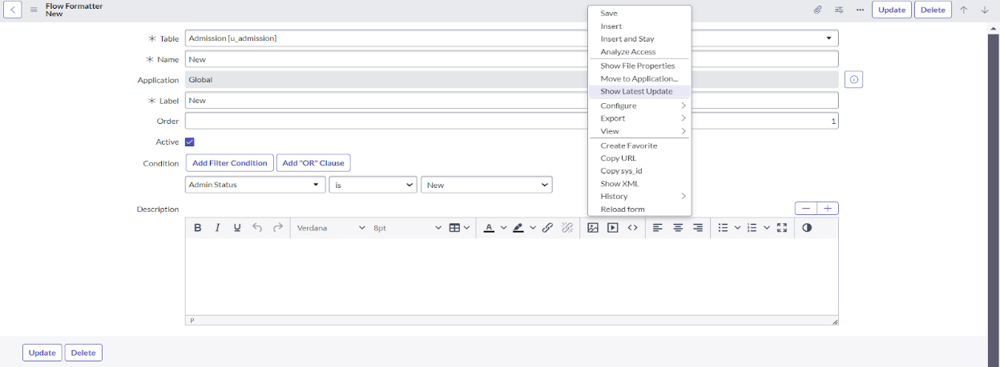 Flow Formatter
New
Update
Delete
Table
Admission [u_admission]
Name
New
Application
Global
Label
New
Order
1
Active
Condition
Add Filter Condition
Add "OR" Clause
Admin Status
is
New
Description
Save
Insert
Insert and Stay
Analyze Access
Show File Properties
Move to Application...
Show Latest Update
Configure
Export
View
Create Favorite
Copy URL
Copy sys_id
Show XML
History
Reload form
B I U Verdana 8pt A
P
Update
Delete